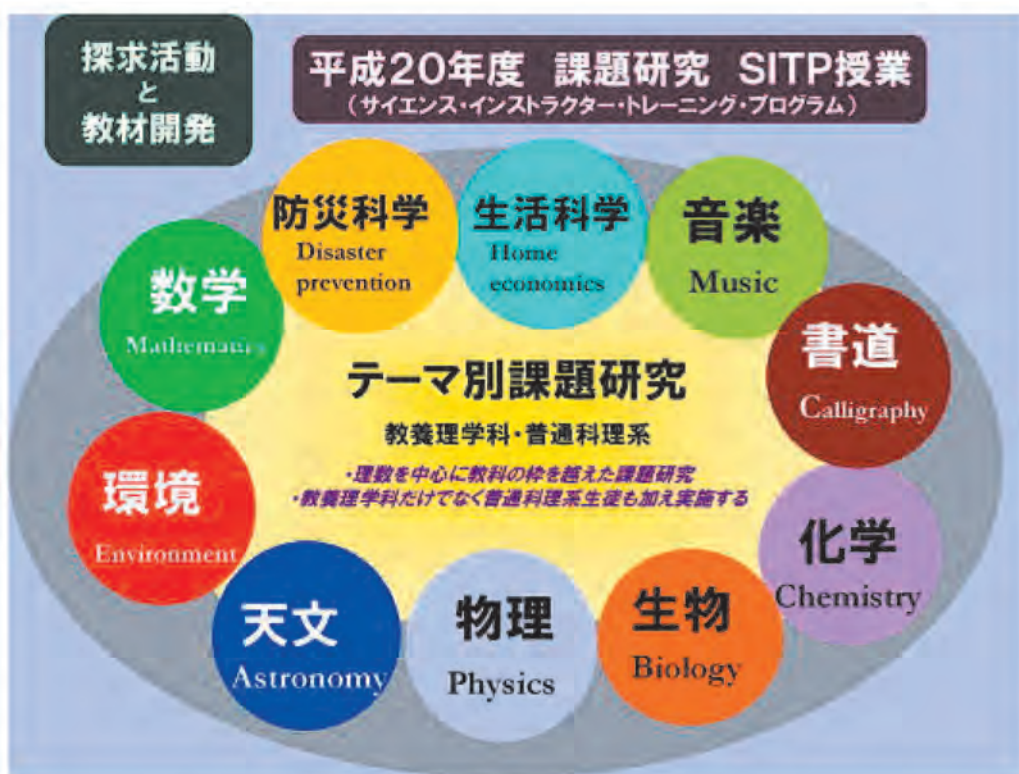 探求活動
と
教材開発
平成20年度 課題研究 SITP授業
(サイエンス・インストラクター・トレーニング・プログラム)
防災科学
Disaster
prevention
生活科学
Home
economics
音楽
Music
数学
Mathematics
書道
Calligraphy
テーマ別課題研究
教養理学科・普通科理系
・理数を中心に教科の枠を越えた課題研究
・教養理学科だけでなく普通科理系生徒も加え実施する
環境
Environment
化学
Chemistry
天文
Astronomy
物理
Physics
生物
Biology